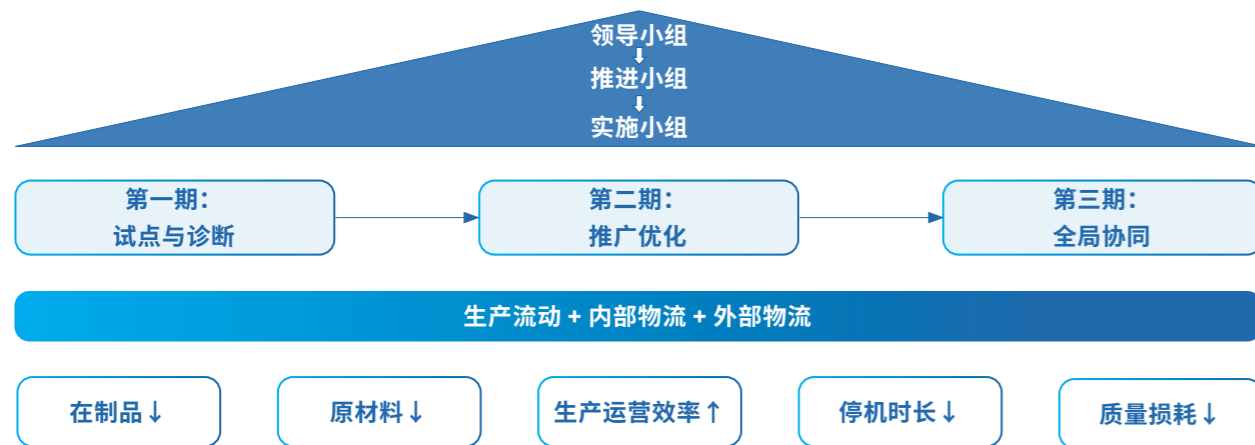 领导小组
推进小组
实施小组
第一期：
试点与诊断
第二期：
推广优化
第三期：
全局协同
生产流动 + 内部物流 + 外部物流
在制品↓
原材料↓
生产运营效率↑
停机时长↓
质量损耗↓